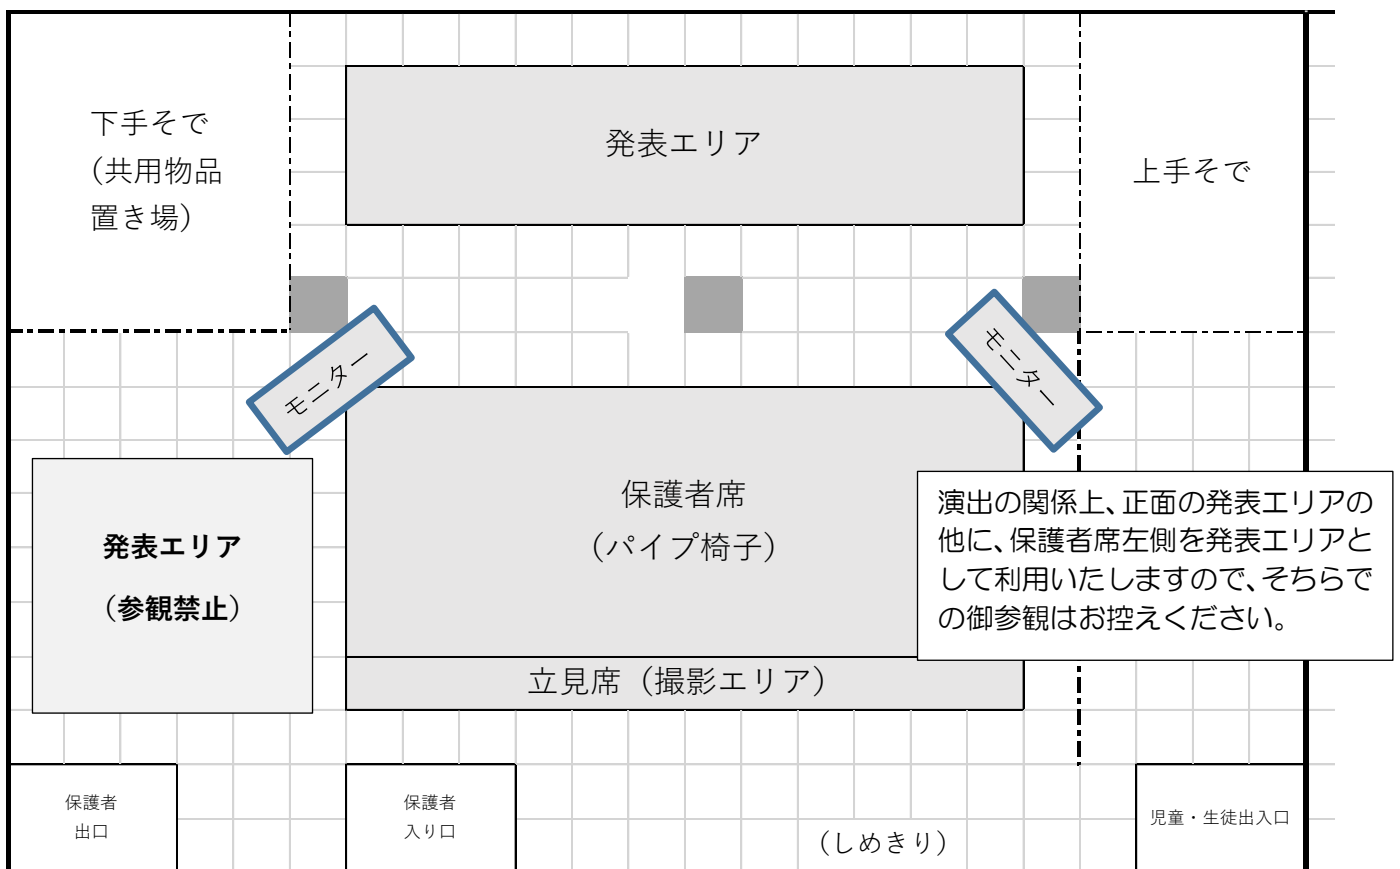 下手そで
（共用物品
置き場）
発表エリア
上手そで
モニター
モニター
保護者席
（パイプ椅子）
発表エリア
（参観禁止）
演出の関係上、正面の発表エリアの
他に、保護者席左側を発表エリアと
して利用いたしますので、そちらで
の御参観はお控えください。
立見席（撮影エリア）
保護者
出口
保護者
入り口
（しめきり）
児童・生徒出入口